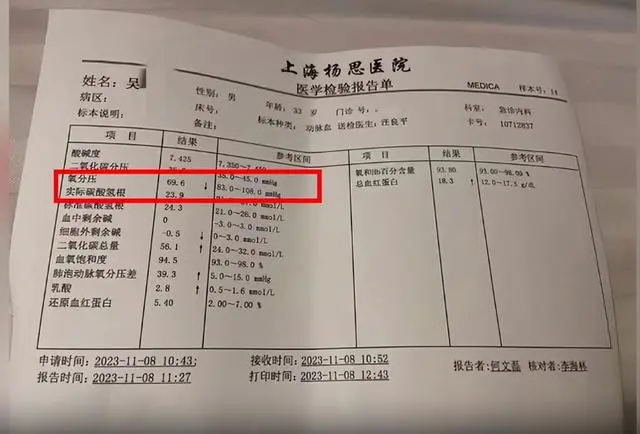 上海杨思医院
医学检验报告单
MEDICA 样本号: 14
姓名: 吴
性别: 男 年龄: 33 岁 门诊号: 科室: 急诊内科
病区: 床号: 标本种类: 动脉血 送检医生: 汪良平 卡号: 10712837
标本说明: 备注:
项 目 结果 参考区间 项 目 结果 参考区间
酸碱度 7.425 7.350~7.450 氧和Hb百分含量 93.80 93.00~98.00 %
二氧化碳分压 35.0~45.0 mmHg 总血红蛋白 18.3 ↑ 12.0~17.5 g/dL
氧分压 69.6 ↓ 83.0~108.0 mmHg
实际碳酸氢根 23.9 mmol/L
标准碳酸氢根 24.3 21.0~26.0 mmol/L
血中剩余碱 0 -3.0~3.0 mmol/L
细胞外剩余碱 -0.5 ↓ 0~3.0 mmol/L
二氧化碳总量 56.1 ↑ 24.0~32.0 mmol/L
血氧饱和度 94.5 93.0~98.0 %
肺泡动脉氧分压差 39.3 ↑ 5.0~15.0 mmHg
乳酸 2.8 ↑ 0.5~1.6 mmol/L
还原血红蛋白 5.40 2.00~7.00 %
申请时间: 2023-11-08 10:43: 接收时间: 2023-11-08 10:52 报告者: 何文磊 核对者: 李海林
报告时间: 2023-11-08 11:27 打印时间: 2023-11-08 12:43